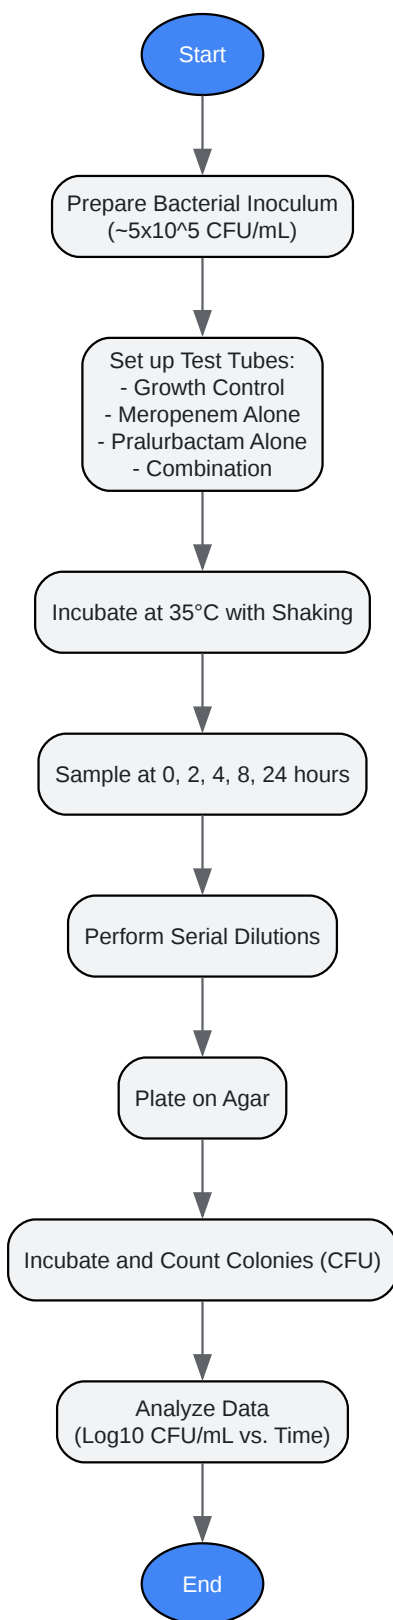 Start
Prepare Bacterial Inoculum
(~5x10^5 CFU/mL)
Set up Test Tubes:
- Growth Control
- Meropenem Alone
- Pralurbactam Alone
- Combination
Incubate at 35°C with Shaking
Sample at 0, 2, 4, 8, 24 hours
Perform Serial Dilutions
Plate on Agar
Incubate and Count Colonies (CFU)
Analyze Data
(Log10 CFU/mL vs. Time)
End